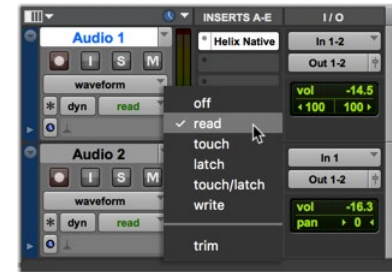 INSERTS A-E
I / O
Audio 1
Helix Native
In 1-2
I S M
Out 1-2
waveform
vol -14.5
* dyn read
100 100
off
read
touch
latch
touch/latch
write
trim
Audio 2
In 1
I S M
Out 1-2
waveform
vol -16.3
* dyn read
pan 0